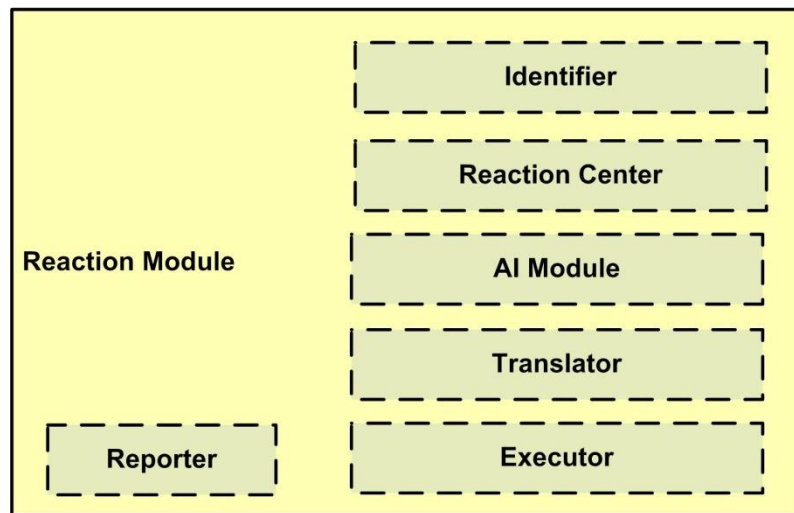 Identifier
Reaction Center
Reaction Module
AI Module
Translator
Reporter
Executor